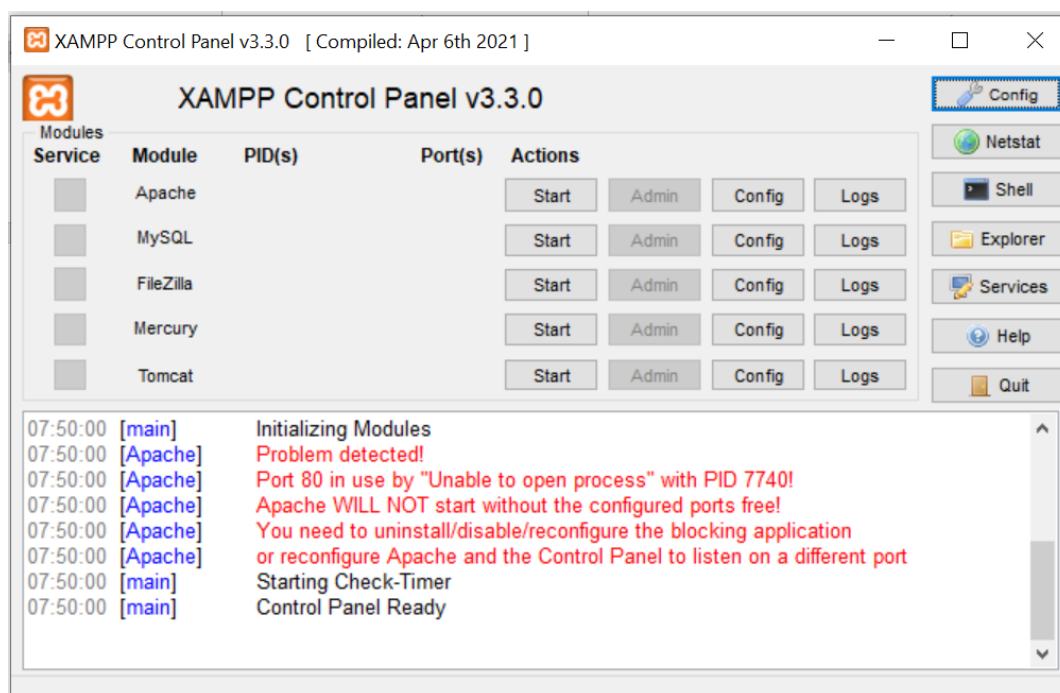 XAMPP Control Panel v3.3.0 [ Compiled: Apr 6th 2021 ]
XAMPP Control Panel v3.3.0
Config
Modules
Service Module PID(s) Port(s) Actions
Netstat
Apache Start Admin Config Logs
Shell
MySQL Start Admin Config Logs
Explorer
FileZilla Start Admin Config Logs
Services
Mercury Start Admin Config Logs
Help
Tomcat Start Admin Config Logs
Quit
07:50:00 [main] Initializing Modules
07:50:00 [Apache] Problem detected!
07:50:00 [Apache] Port 80 in use by "Unable to open process" with PID 7740!
07:50:00 [Apache] Apache WILL NOT start without the configured ports free!
07:50:00 [Apache] You need to uninstall/disable/reconfigure the blocking application
07:50:00 [Apache] or reconfigure Apache and the Control Panel to listen on a different port
07:50:00 [main] Starting Check-Timer
07:50:00 [main] Control Panel Ready